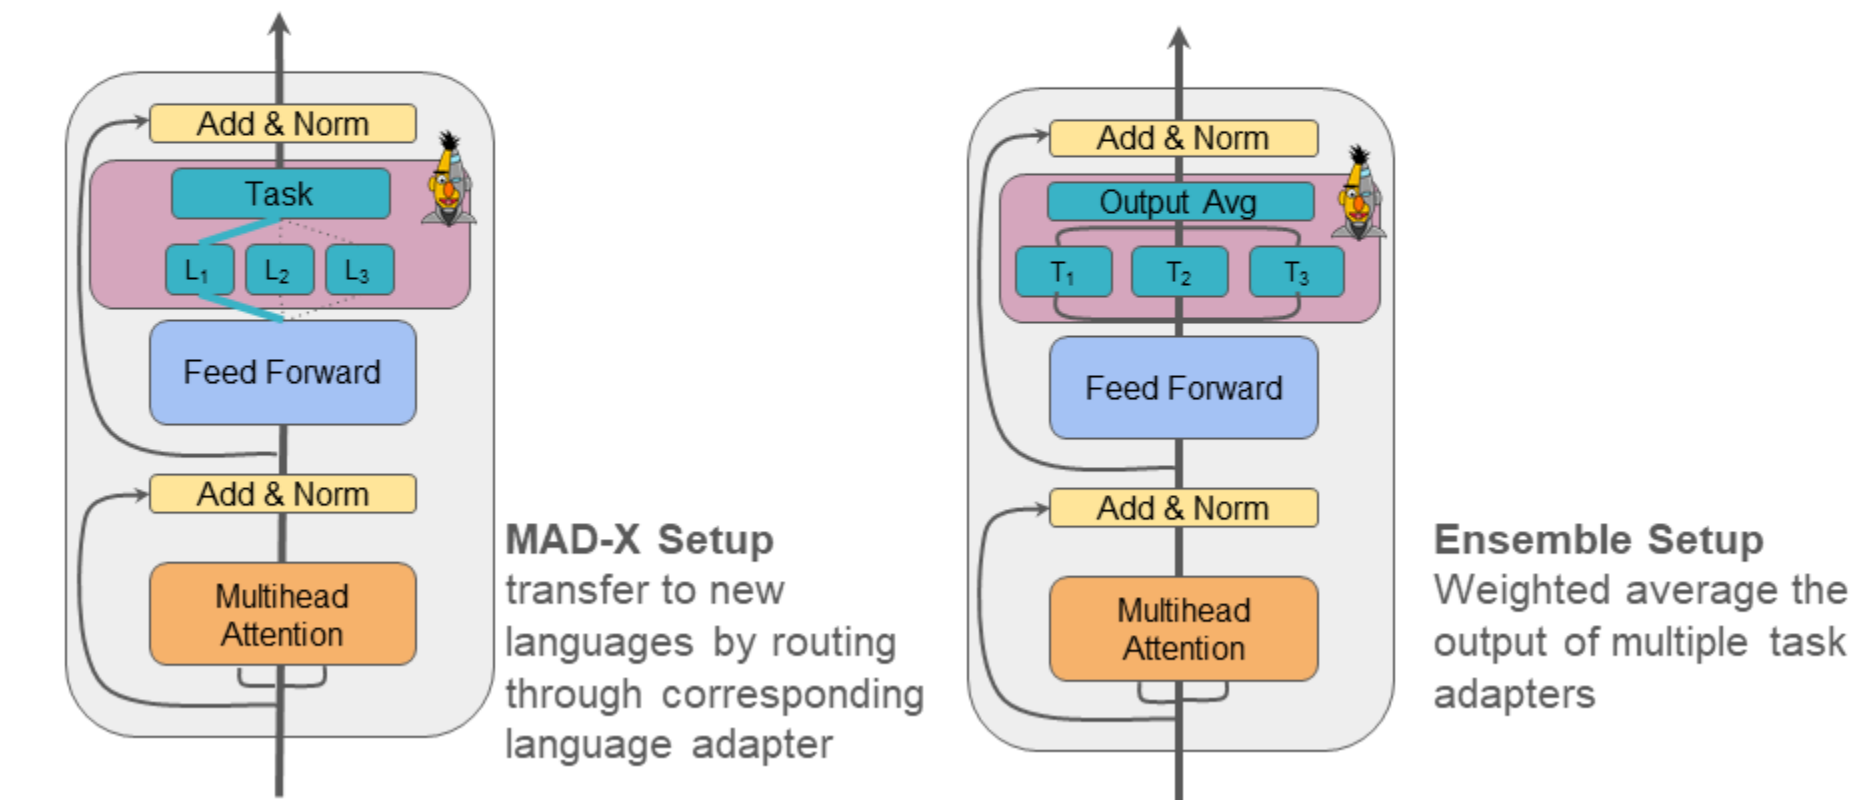 Add & Norm
Task
L1
L2
L3
Feed Forward
Add & Norm
Multihead
Attention
MAD-X Setup
transfer to new
languages by routing
through corresponding
language adapter
Add & Norm
Output Avg
T1
T2
T3
Feed Forward
Add & Norm
Multihead
Attention
Ensemble Setup
Weighted average the
output of multiple task
adapters